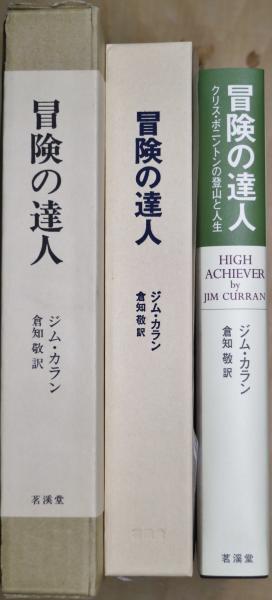 冒険の達人
ジム・カラン
倉知 敬 訳
茗溪堂
冒険の達人
ジム・カラン
倉知 敬 訳
冒険の達人
クリス・ボニントンの登山と人生
HIGH
ACHIEVER
by
JIM CURRAN
ジム・カラン
倉知 敬 訳
茗溪堂